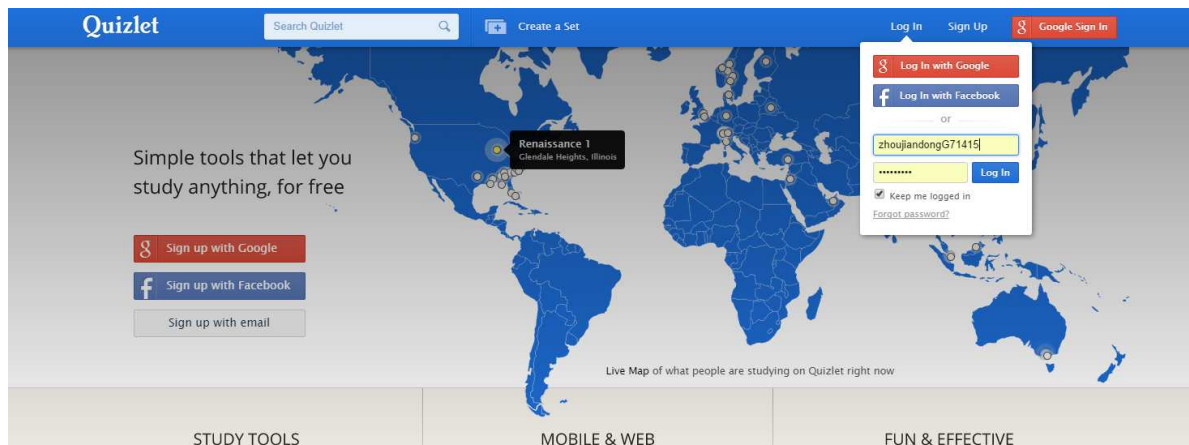 Quizlet
Search Quizlet
Create a Set
Log In
Sign Up
Google Sign In
Log In with Google
Log In with Facebook
or
zhoujiandongG71415
Log In
Keep me logged in
Forgot password?
Renaissance 1
Glendale Heights, Illinois
Simple tools that let you
study anything, for free
Sign up with Google
Sign up with Facebook
Sign up with email
Live Map of what people are studying on Quizlet right now
STUDY TOOLS
MOBILE & WEB
FUN & EFFECTIVE